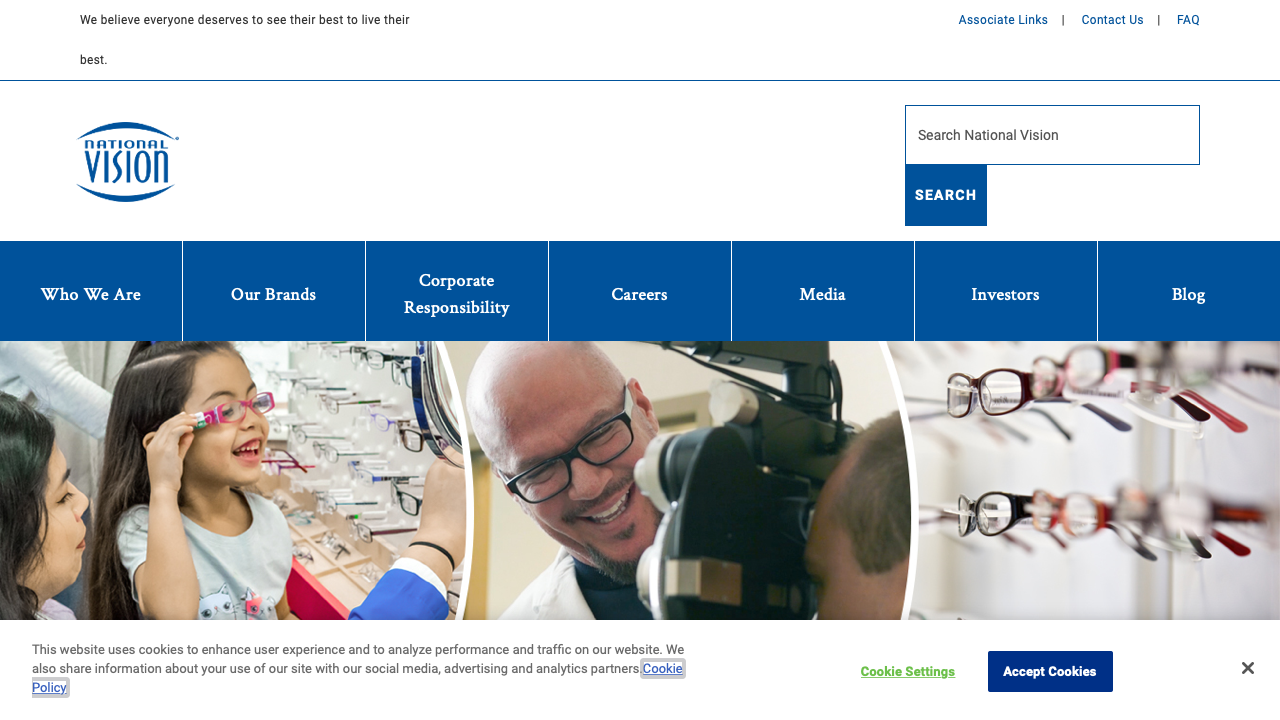 We believe everyone deserves to see their best to live their
best.
Associate Links | Contact Us | FAQ
NATIONAL
VISION
Search National Vision
SEARCH
Who We Are
Our Brands
Corporate
Responsibility
Careers
Media
Investors
Blog
This website uses cookies to enhance user experience and to analyze performance and traffic on our website. We
also share information about your use of our site with our social media, advertising and analytics partners.Cookie
Policy
Cookie Settings
Accept Cookies